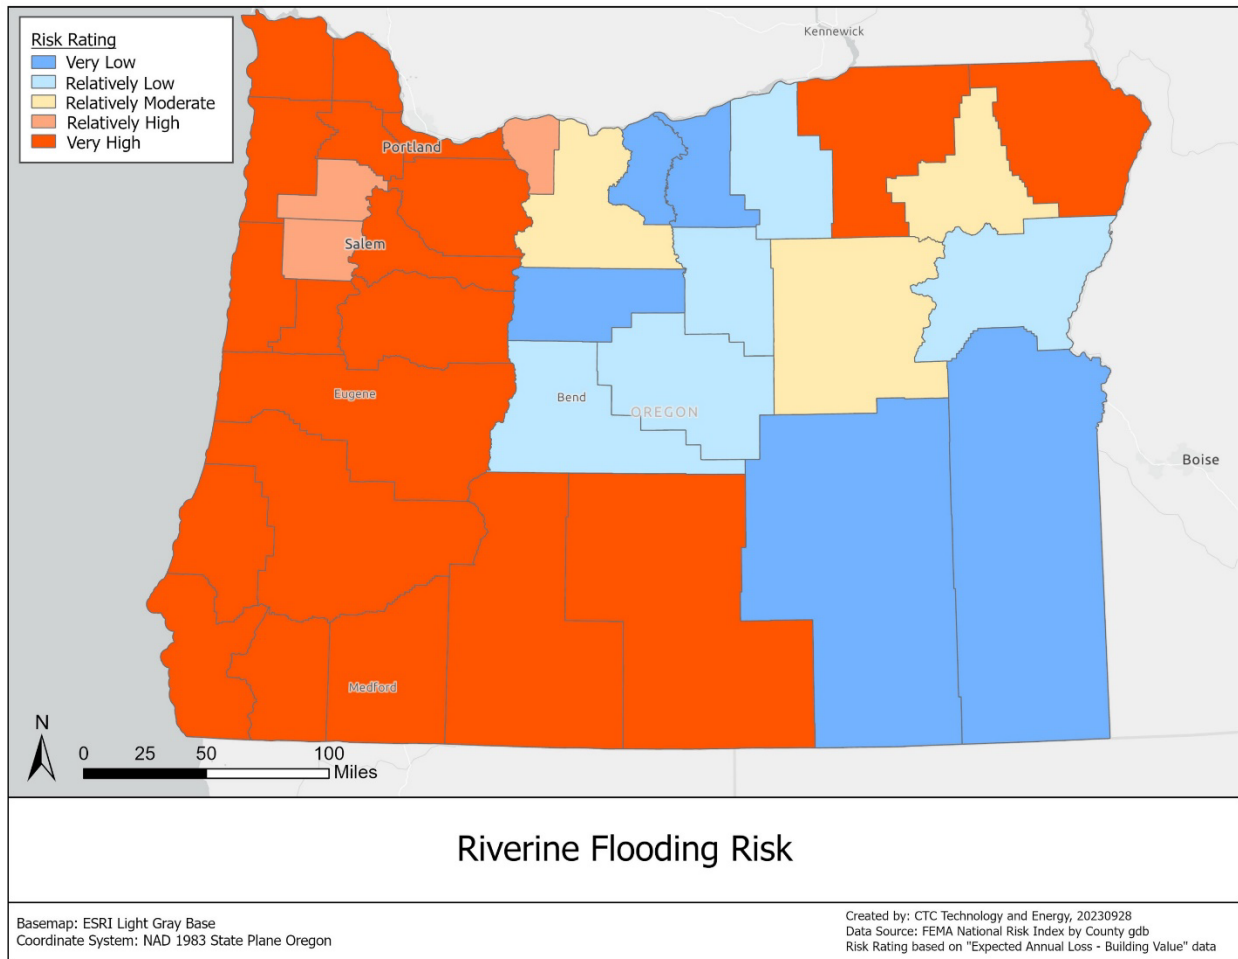 Risk Rating
Very Low
Relatively Low
Relatively Moderate
Relatively High
Very High
Kennewick
Portland
Salem
Eugene
Bend
OREGON
Boise
Medford
N
0 25 50 100
Miles
Riverine Flooding Risk
Basemap: ESRI Light Gray Base
Coordinate System: NAD 1983 State Plane Oregon
Created by: CTC Technology and Energy, 20230928
Data Source: FEMA National Risk Index by County gdb
Risk Rating based on "Expected Annual Loss - Building Value" data